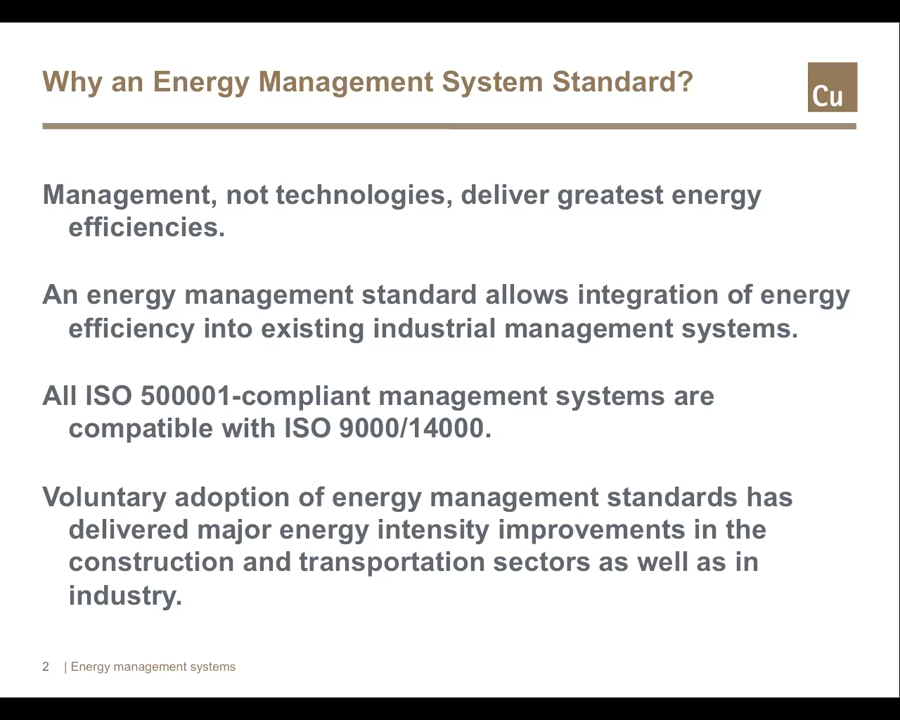 Why an Energy Management System Standard?
Cu
Management, not technologies, deliver greatest energy
efficiencies.
An energy management standard allows integration of energy
efficiency into existing industrial management systems.
All ISO 500001-compliant management systems are
compatible with ISO 9000/14000.
Voluntary adoption of energy management standards has
delivered major energy intensity improvements in the
construction and transportation sectors as well as in
industry.
2 | Energy management systems